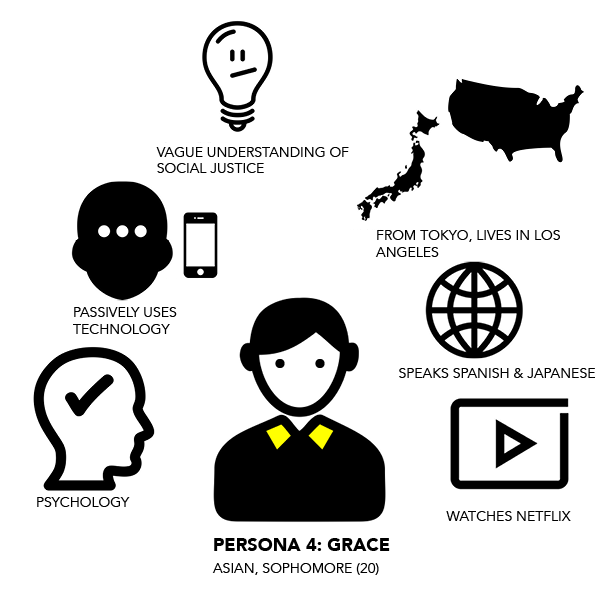 VAGUE UNDERSTANDING OF
SOCIAL JUSTICE
FROM TOKYO, LIVES IN LOS
ANGELES
PASSIVELY USES
TECHNOLOGY
SPEAKS SPANISH & JAPANESE
PSYCHOLOGY
WATCHES NETFLIX
PERSONA 4: GRACE
ASIAN, SOPHOMORE (20)